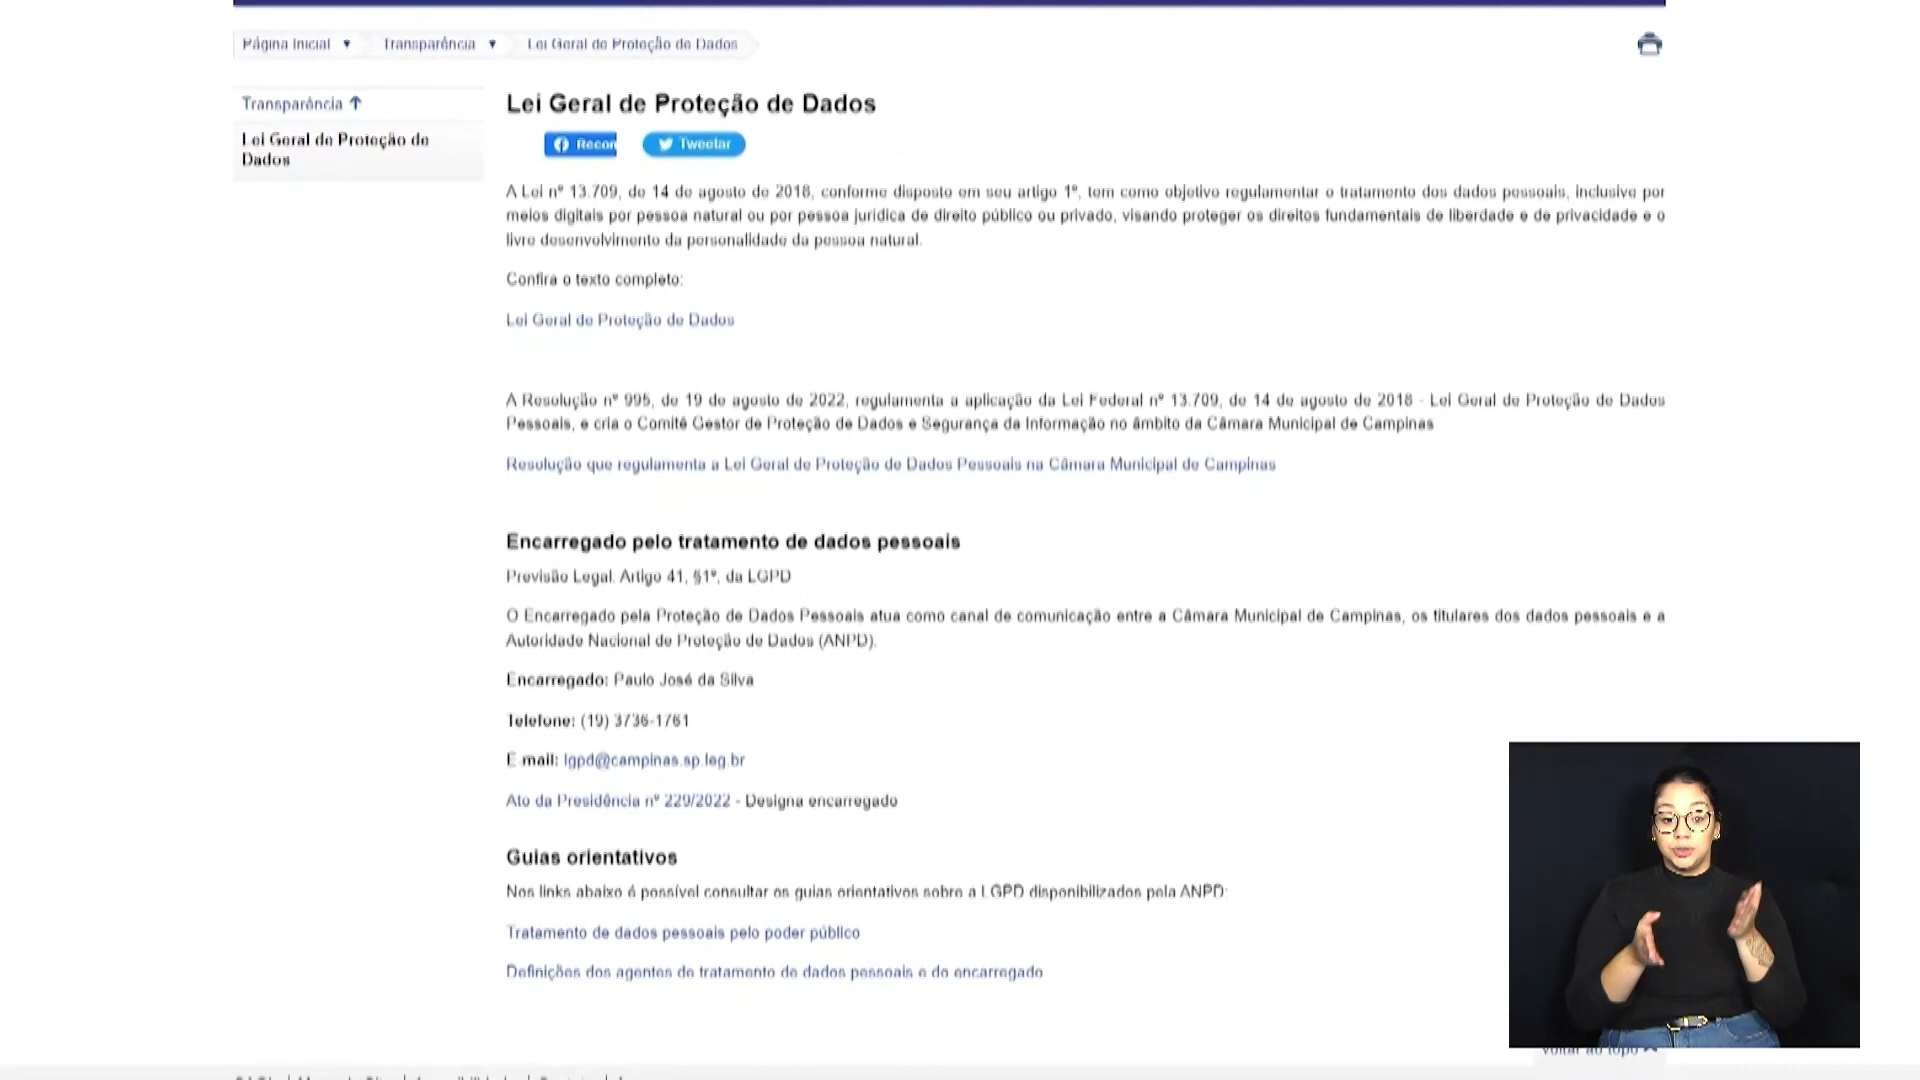 Página Inicial ▼ Transparência ▼ Lei Geral de Proteção de Dados
Transparência ↑
Lei Geral de Proteção de
Dados
Lei Geral de Proteção de Dados
Recom
Tweetar
A Lei nº 13.709, de 14 de agosto de 2018, conforme disposto em seu artigo 1º, tem como objetivo regulamentar o tratamento dos dados pessoais, inclusive por
meios digitais por pessoa natural ou por pessoa jurídica de direito público ou privado, visando proteger os direitos fundamentais de liberdade e de privacidade e o
livre desenvolvimento da personalidade da pessoa natural.
Confira o texto completo:
Lei Geral de Proteção de Dados
A Resolução nº 995, de 19 de agosto de 2022, regulamenta a aplicação da Lei Federal nº 13.709, de 14 de agosto de 2018 - Lei Geral de Proteção de Dados
Pessoais, e cria o Comitê Gestor de Proteção de Dados e Segurança da Informação no âmbito da Câmara Municipal de Campinas
Resolução que regulamenta a Lei Geral de Proteção de Dados Pessoais na Câmara Municipal de Campinas
Encarregado pelo tratamento de dados pessoais
Previsão Legal. Artigo 41, §1º, da LGPD
O Encarregado pela Proteção de Dados Pessoais atua como canal de comunicação entre a Câmara Municipal de Campinas, os titulares dos dados pessoais e a
Autoridade Nacional de Proteção de Dados (ANPD).
Encarregado: Paulo José da Silva
Telefone: (19) 3736-1761
E-mail: lgpd@campinas.sp.leg.br
Ato da Presidência nº 229/2022 - Designa encarregado
Guias orientativos
Nos links abaixo é possível consultar os guias orientativos sobre a LGPD disponibilizados pela ANPD:
Tratamento de dados pessoais pelo poder público
Definições dos agentes de tratamento de dados pessoais e do encarregado
Voltar ao topo